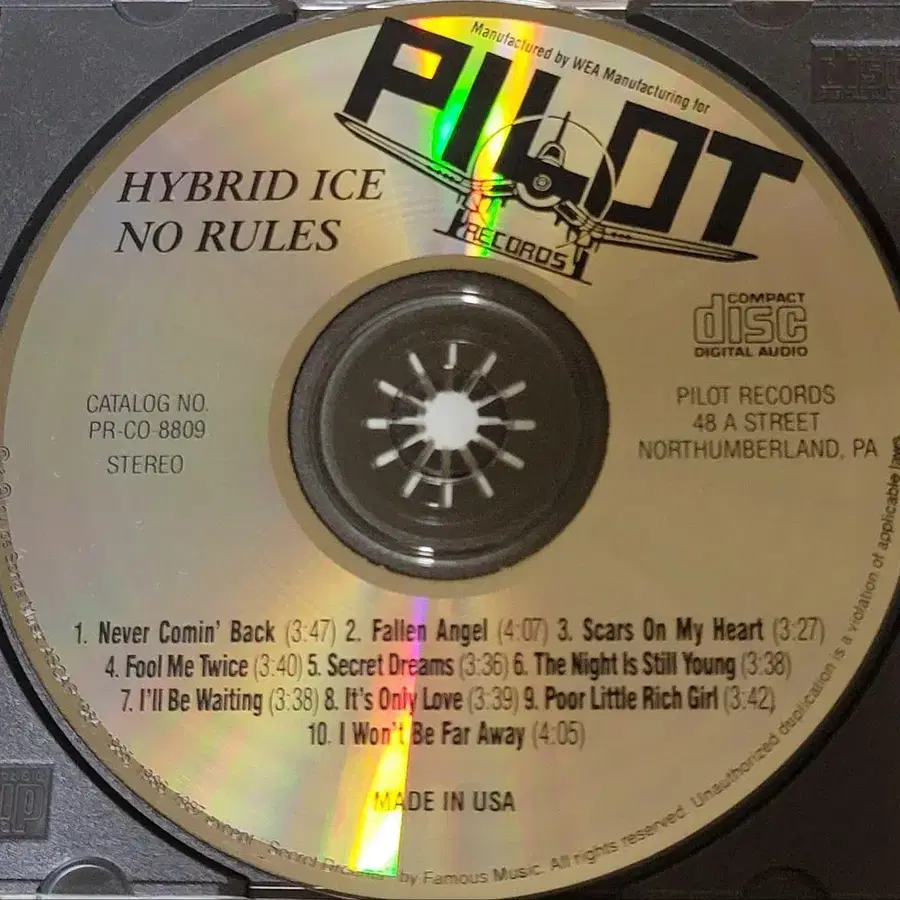 Manufactured by WEA Manufacturing for
PILOT
RECORDS
HYBRID ICE
NO RULES
COMPACT
disc
DIGITAL AUDIO
CATALOG NO.
PR-CO-8809
STEREO
PILOT RECORDS
48 A STREET
NORTHUMBERLAND, PA
1. Never Comin' Back (3:47) 2. Fallen Angel (4:07) 3. Scars On My Heart (3:27)
4. Fool Me Twice (3:40) 5. Secret Dreams (3:36) 6. The Night Is Still Young (3:38)
7. I'll Be Waiting (3:38) 8. It's Only Love (3:39) 9. Poor Little Rich Girl (3:42)
10. I Won't Be Far Away (4:05)
MADE IN USA
by Famous Music. All rights reserved. Unauthorized duplication is a violation of applicable laws